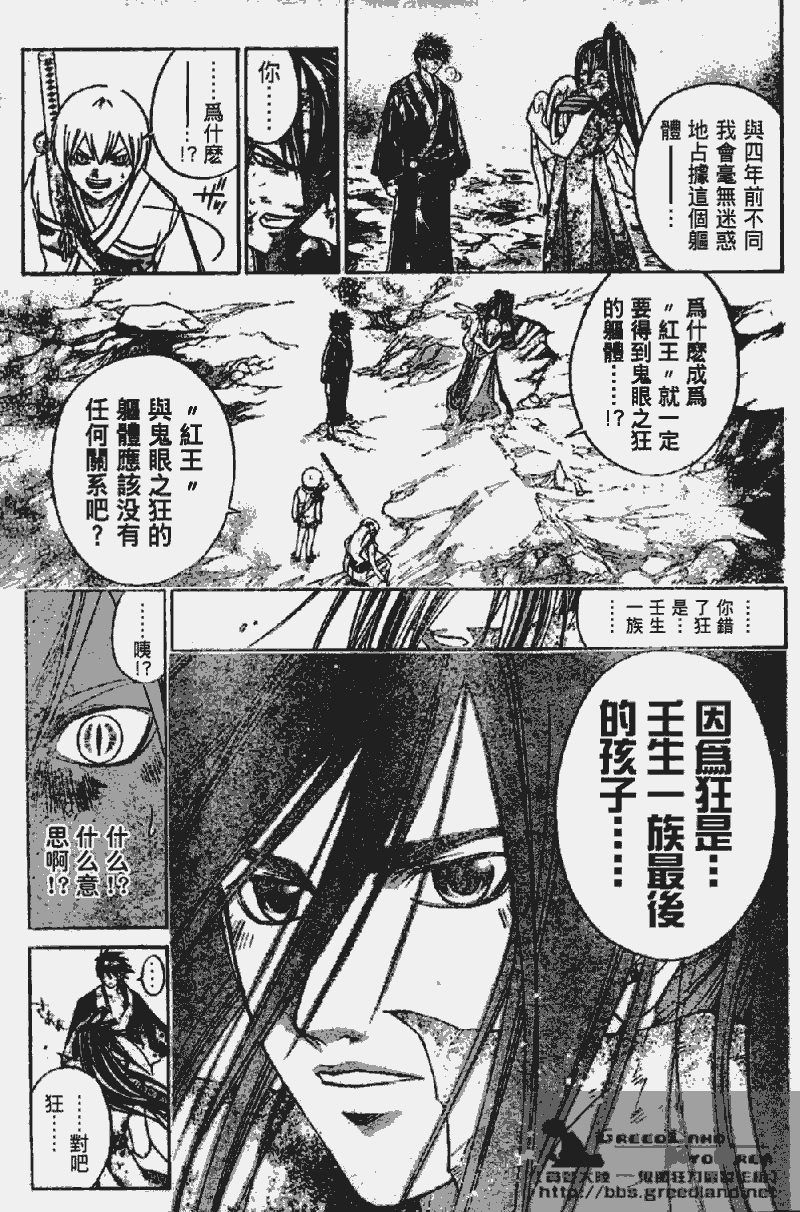 與四年前不同
我會毫無迷惑
地占據這個軀
體——…
你……
……爲什麽
——…!?
爲什麽成爲
"紅王"就一定
要得到鬼眼之狂
的軀體……!?
"紅王"
與鬼眼之狂的
軀體應該没有
任何關系吧?
……
你錯
了狂
是…
壬生
一族
…
因爲狂是…
壬生一族最後
的孩子……
……咦!?
什么!?
什么意
思啊!?
…
……對吧
狂……
GREEDLAND
http://bbs.greedland.net